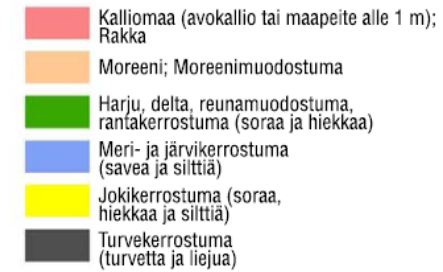 Kalliomaa (avokallio tai maapeite alle 1 m);
Rakka
Moreeni; Moreenimuodostuma
Harju, delta, reunamuodostuma,
rantakerrostuma (soraa ja hiekkaa)
Meri- ja järvikerrostuma
(savea ja silttiä)
Jokikerrostuma (soraa,
hiekkaa ja silttiä)
Turvekerrostuma
(turvetta ja liejua)